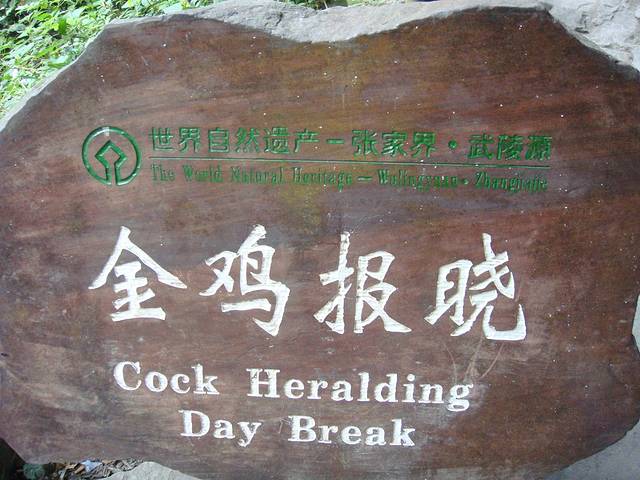 世界自然遗产－张家界·武陵源
The World Natural Heritage — Wulingyuan · Zhangjiajie
金鸡报晓
Cock Heralding
Day Break